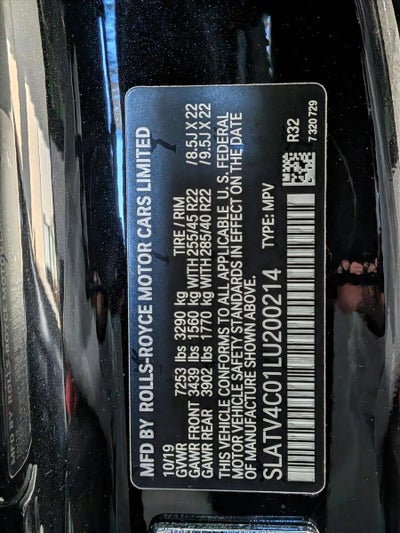 MFD BY ROLLS-ROYCE MOTOR CARS LIMITED
10/19 TIRE / RIM
GVWR 7253 lbs 3290 kg
GAWR FRONT 3439 lbs 1560 kg WITH 255/45 R22 /8.5J X 22
GAWR REAR 3902 lbs 1770 kg WITH 285/40 R22 /9.5J X 22
THIS VEHICLE CONFORMS TO ALL APPLICABLE U.S. FEDERAL
MOTOR VEHICLE SAFETY STANDARDS IN EFFECT ON THE DATE
OF MANUFACTURE SHOWN ABOVE.
SLATV4C01LU200214 TYPE: MPV
R32
7 320 729